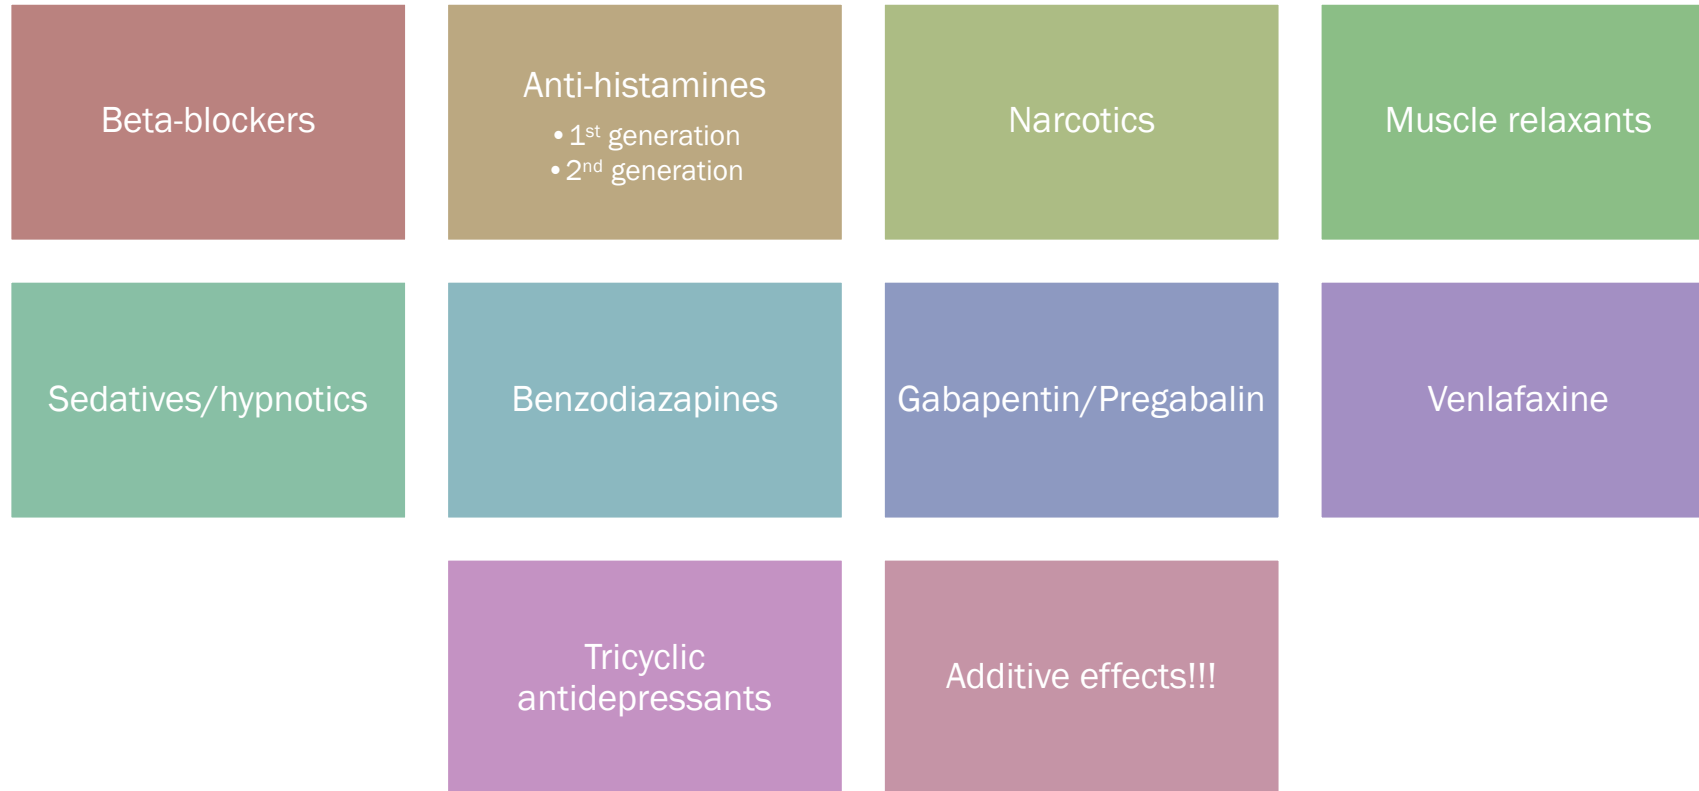 Beta-blockers
Anti-histamines
• 1st generation
• 2nd generation
Narcotics
Muscle relaxants
Sedatives/hypnotics
Benzodiazapines
Gabapentin/Pregabalin
Venlafaxine
Tricyclic
antidepressants
Additive effects!!!